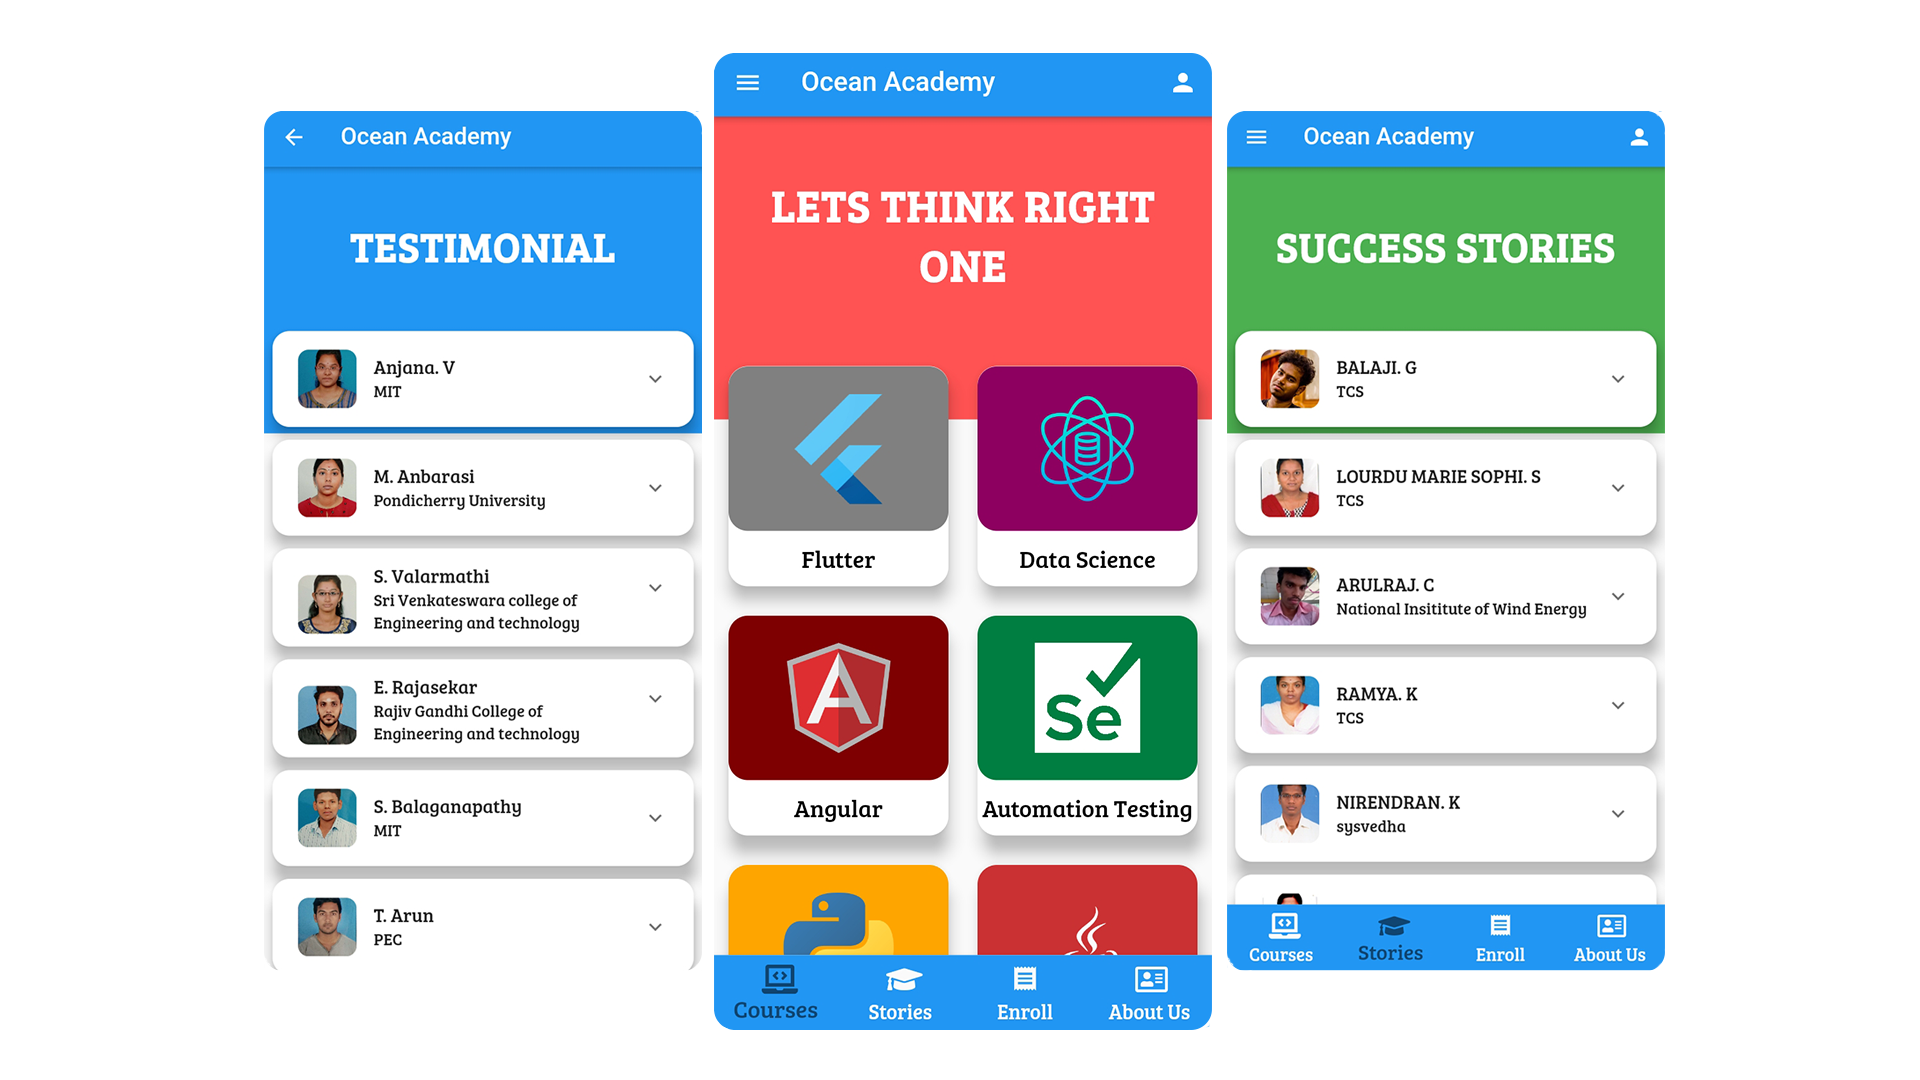 Ocean Academy
TESTIMONIAL
Anjana. V
MIT
M. Anbarasi
Pondicherry University
S. Valarmathi
Sri Venkateswara college of
Engineering and technology
E. Rajasekar
Rajiv Gandhi College of
Engineering and technology
S. Balaganapathy
MIT
T. Arun
PEC
Ocean Academy
LETS THINK RIGHT
ONE
Flutter
Data Science
A
Se
Angular
Automation Testing
Courses
Stories
Enroll
About Us
Ocean Academy
SUCCESS STORIES
BALAJI. G
TCS
LOURDU MARIE SOPHI. S
TCS
ARULRAJ. C
National Insititute of Wind Energy
RAMYA. K
TCS
NIRENDRAN. K
sysvedha
Courses
Stories
Enroll
About Us